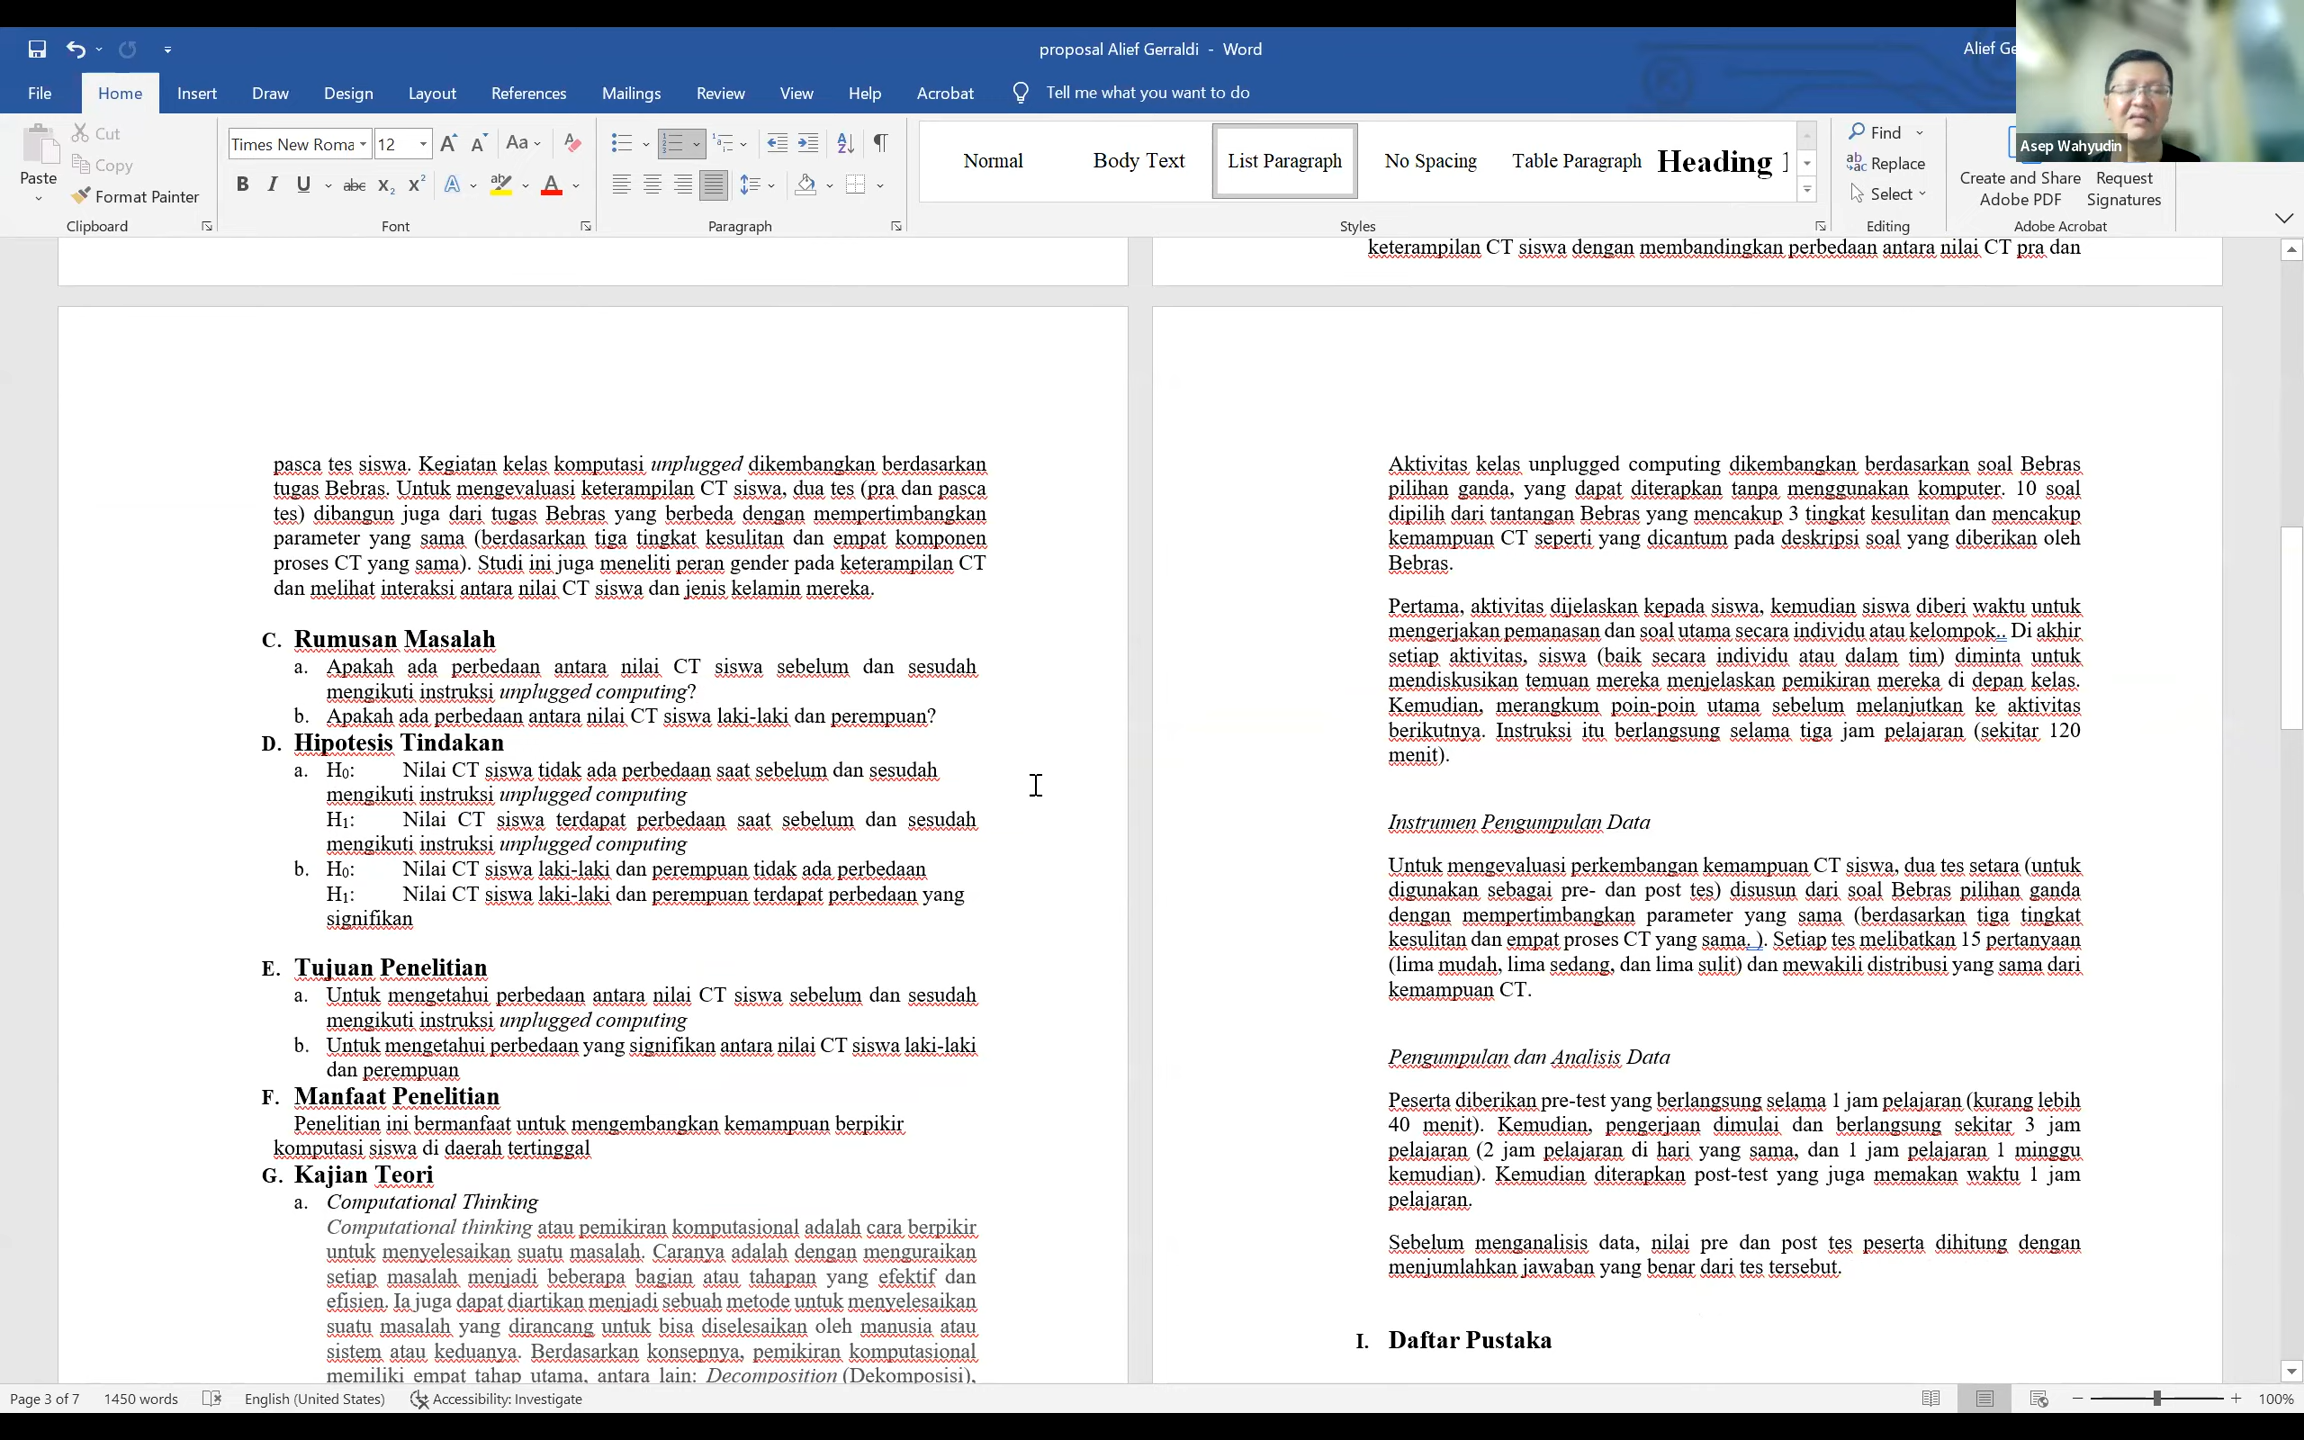 proposal Alief Gerraldi - Word
Alief Ge
File Home Insert Draw Design Layout References Mailings Review View Help Acrobat Tell me what you want to do
Asep Wahyudin
Paste
Cut
Copy
Format Painter
Clipboard
Times New Roma 12
Font
Paragraph
Normal Body Text List Paragraph No Spacing Table Paragraph Heading 1
Styles
Find
Replace
Select
Editing
Create and Share
Adobe PDF
Request
Signatures
Adobe Acrobat
keterampilan CT siswa dengan membandingkan perbedaan antara nilai CT pra dan
pasca tes siswa. Kegiatan kelas komputasi unplugged dikembangkan berdasarkan
tugas Bebras. Untuk mengevaluasi keterampilan CT siswa, dua tes (pra dan pasca
tes) dibangun juga dari tugas Bebras yang berbeda dengan mempertimbangkan
parameter yang sama (berdasarkan tiga tingkat kesulitan dan empat komponen
proses CT yang sama). Studi ini juga meneliti peran gender pada keterampilan CT
dan melihat interaksi antara nilai CT siswa dan jenis kelamin mereka.
C. Rumusan Masalah
a. Apakah ada perbedaan antara nilai CT siswa sebelum dan sesudah
mengikuti instruksi unplugged computing?
b. Apakah ada perbedaan antara nilai CT siswa laki-laki dan perempuan?
D. Hipotesis Tindakan
a. H0: Nilai CT siswa tidak ada perbedaan saat sebelum dan sesudah
mengikuti instruksi unplugged computing
H1: Nilai CT siswa terdapat perbedaan saat sebelum dan sesudah
mengikuti instruksi unplugged computing
b. H0: Nilai CT siswa laki-laki dan perempuan tidak ada perbedaan
H1: Nilai CT siswa laki-laki dan perempuan terdapat perbedaan yang
signifikan
E. Tujuan Penelitian
a. Untuk mengetahui perbedaan antara nilai CT siswa sebelum dan sesudah
mengikuti instruksi unplugged computing
b. Untuk mengetahui perbedaan yang signifikan antara nilai CT siswa laki-laki
dan perempuan
F. Manfaat Penelitian
Penelitian ini bermanfaat untuk mengembangkan kemampuan berpikir
komputasi siswa di daerah tertinggal
G. Kajian Teori
a. Computational Thinking
Computational thinking atau pemikiran komputasional adalah cara berpikir
untuk menyelesaikan suatu masalah. Caranya adalah dengan menguraikan
setiap masalah menjadi beberapa bagian atau tahapan yang efektif dan
efisien. Ia juga dapat diartikan menjadi sebuah metode untuk menyelesaikan
suatu masalah yang dirancang untuk bisa diselesaikan oleh manusia atau
sistem atau keduanya. Berdasarkan konsepnya, pemikiran komputasional
memiliki empat tahap utama, antara lain: Decomposition (Dekomposisi),
Aktivitas kelas unplugged computing dikembangkan berdasarkan soal Bebras
pilihan ganda, yang dapat diterapkan tanpa menggunakan komputer. 10 soal
dipilih dari tantangan Bebras yang mencakup 3 tingkat kesulitan dan mencakup
kemampuan CT seperti yang dicantum pada deskripsi soal yang diberikan oleh
Bebras.
Pertama, aktivitas dijelaskan kepada siswa, kemudian siswa diberi waktu untuk
mengerjakan pemanasan dan soal utama secara individu atau kelompok.. Di akhir
setiap aktivitas, siswa (baik secara individu atau dalam tim) diminta untuk
mendiskusikan temuan mereka menjelaskan pemikiran mereka di depan kelas.
Kemudian, merangkum poin-poin utama sebelum melanjutkan ke aktivitas
berikutnya. Instruksi itu berlangsung selama tiga jam pelajaran (sekitar 120
menit).
Instrumen Pengumpulan Data
Untuk mengevaluasi perkembangan kemampuan CT siswa, dua tes setara (untuk
digunakan sebagai pre- dan post tes) disusun dari soal Bebras pilihan ganda
dengan mempertimbangkan parameter yang sama (berdasarkan tiga tingkat
kesulitan dan empat proses CT yang sama. ). Setiap tes melibatkan 15 pertanyaan
(lima mudah, lima sedang, dan lima sulit) dan mewakili distribusi yang sama dari
kemampuan CT.
Pengumpulan dan Analisis Data
Peserta diberikan pre-test yang berlangsung selama 1 jam pelajaran (kurang lebih
40 menit). Kemudian, pengerjaan dimulai dan berlangsung sekitar 3 jam
pelajaran (2 jam pelajaran di hari yang sama, dan 1 jam pelajaran 1 minggu
kemudian). Kemudian diterapkan post-test yang juga memakan waktu 1 jam
pelajaran.
Sebelum menganalisis data, nilai pre dan post tes peserta dihitung dengan
menjumlahkan jawaban yang benar dari tes tersebut.
I. Daftar Pustaka
Page 3 of 7 1450 words English (United States) Accessibility: Investigate 100%